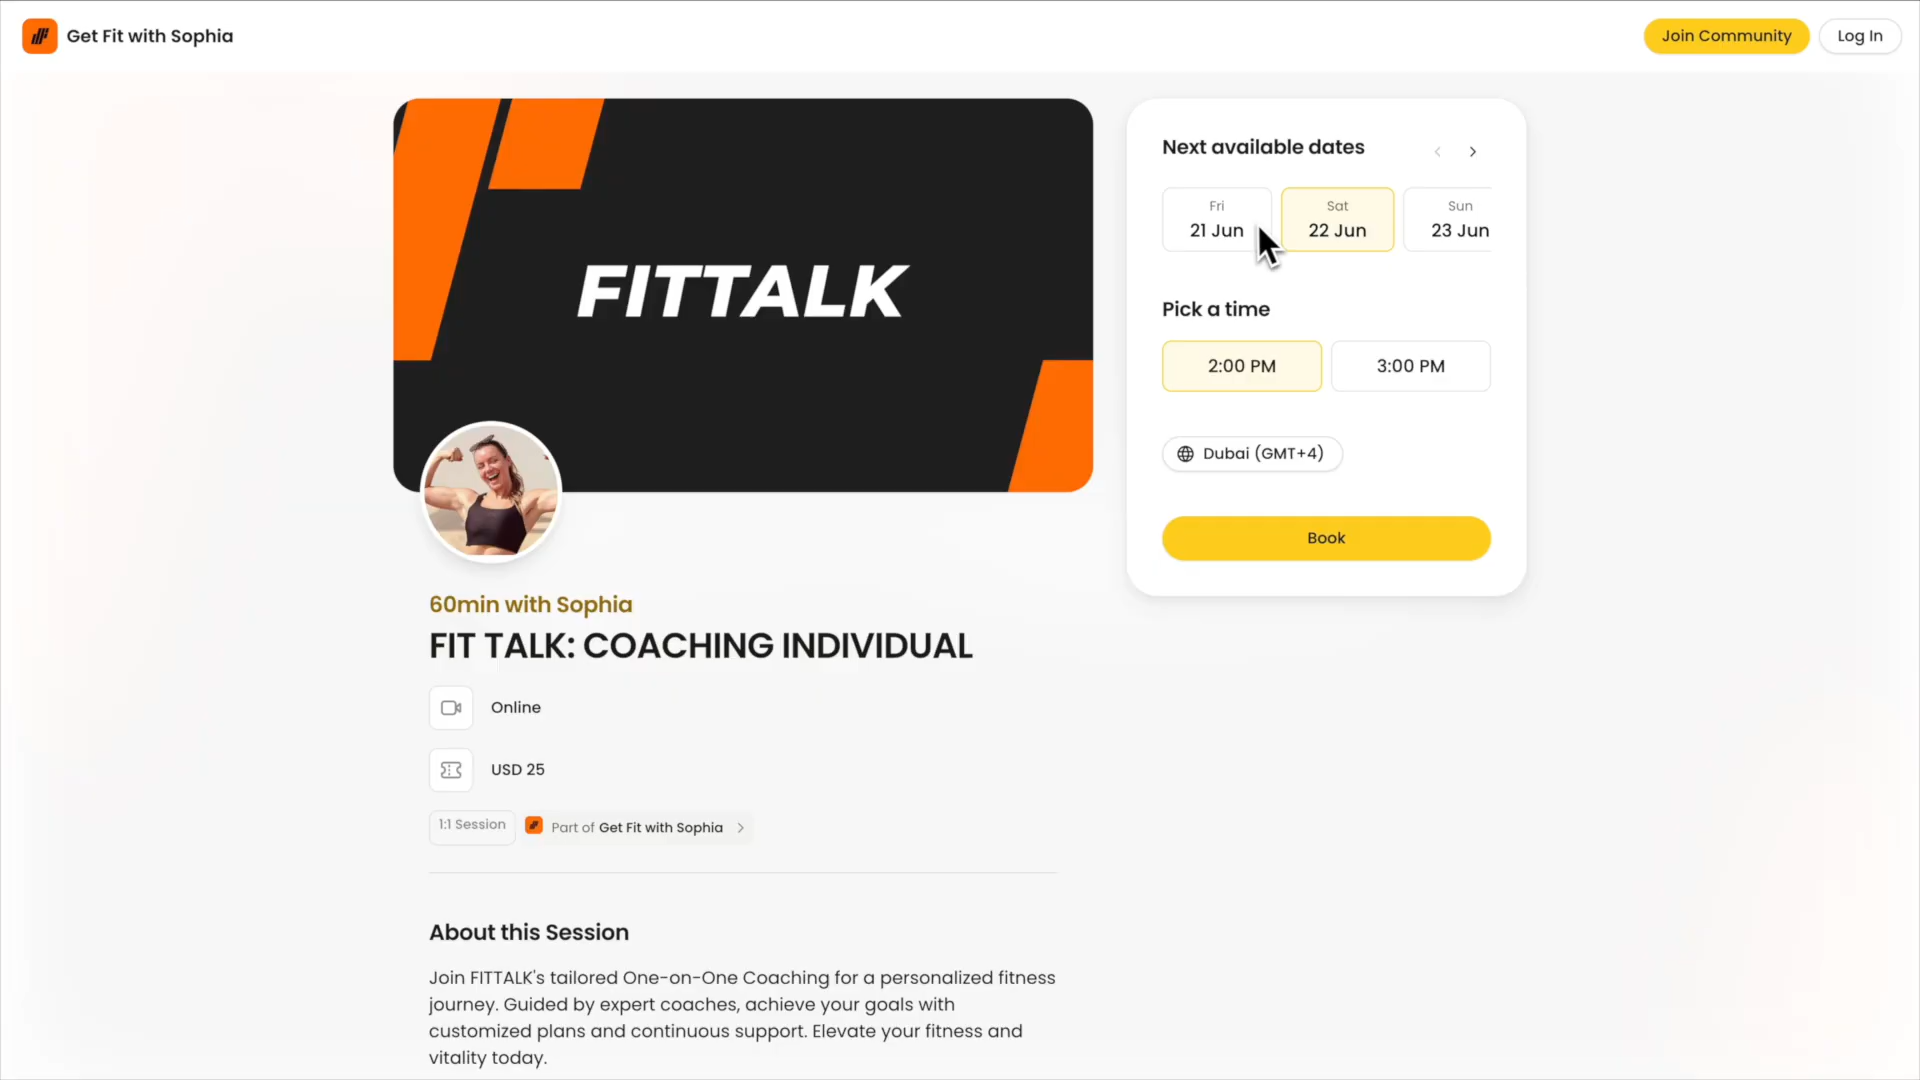 Get Fit with Sophia
Join Community
Log In
FITTALK
60min with Sophia
FIT TALK: COACHING INDIVIDUAL
Online
USD 25
1:1 Session
Part of Get Fit with Sophia
About this Session
Join FITTALK's tailored One-on-One Coaching for a personalized fitness
journey. Guided by expert coaches, achieve your goals with
customized plans and continuous support. Elevate your fitness and
vitality today.
Next available dates
Fri
21 Jun
Sat
22 Jun
Sun
23 Jun
Pick a time
2:00 PM
3:00 PM
Dubai (GMT+4)
Book